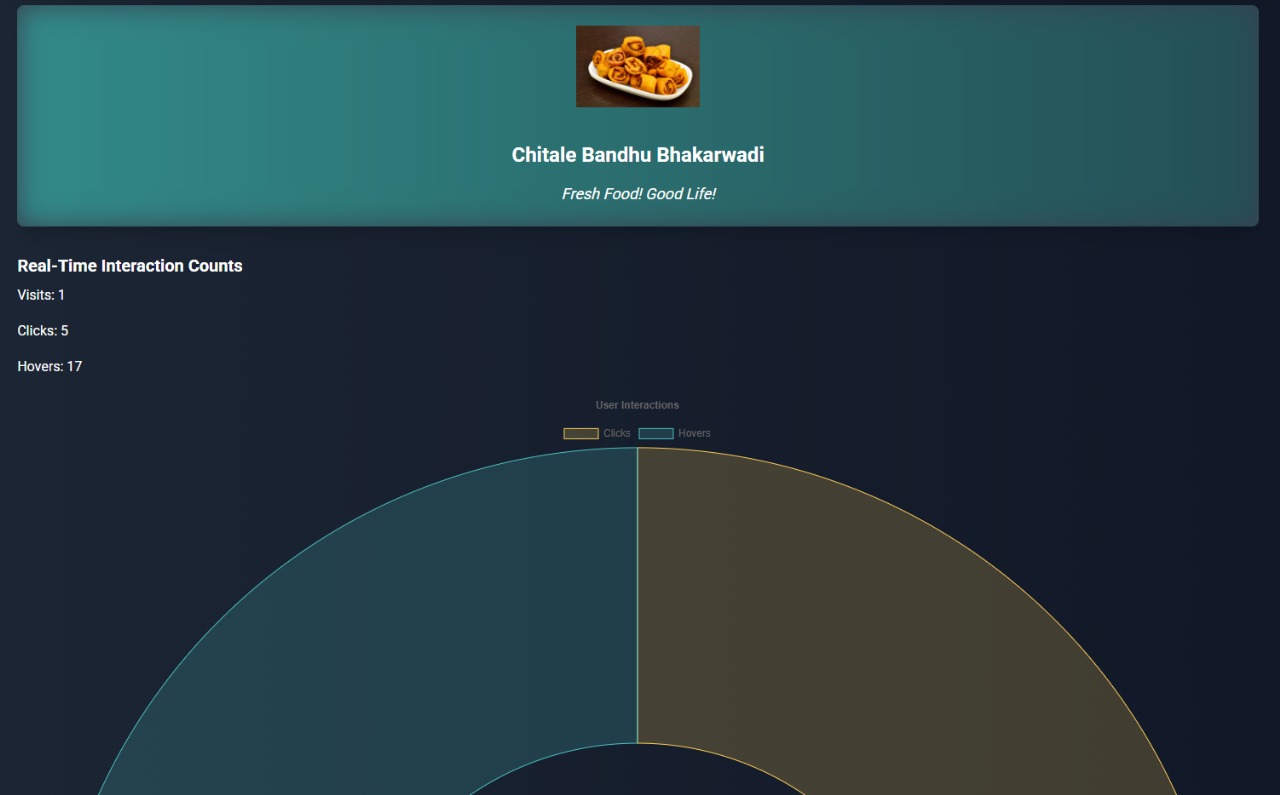 Chitale Bandhu Bhakarwadi
Fresh Food! Good Life!
Real-Time Interaction Counts
Visits: 1
Clicks: 5
Hovers: 17
User Interactions
Clicks Hovers